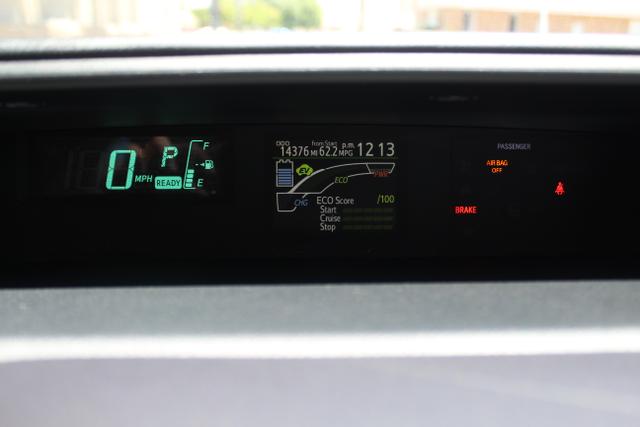 0 MPH P READY F E
ODO 14376 MI From Start 62.2 MPG p.m. 12 13
EV ECO PWR
CHG
ECO Score /100
Start
Cruise
Stop
PASSENGER
AIR BAG
OFF
BRAKE